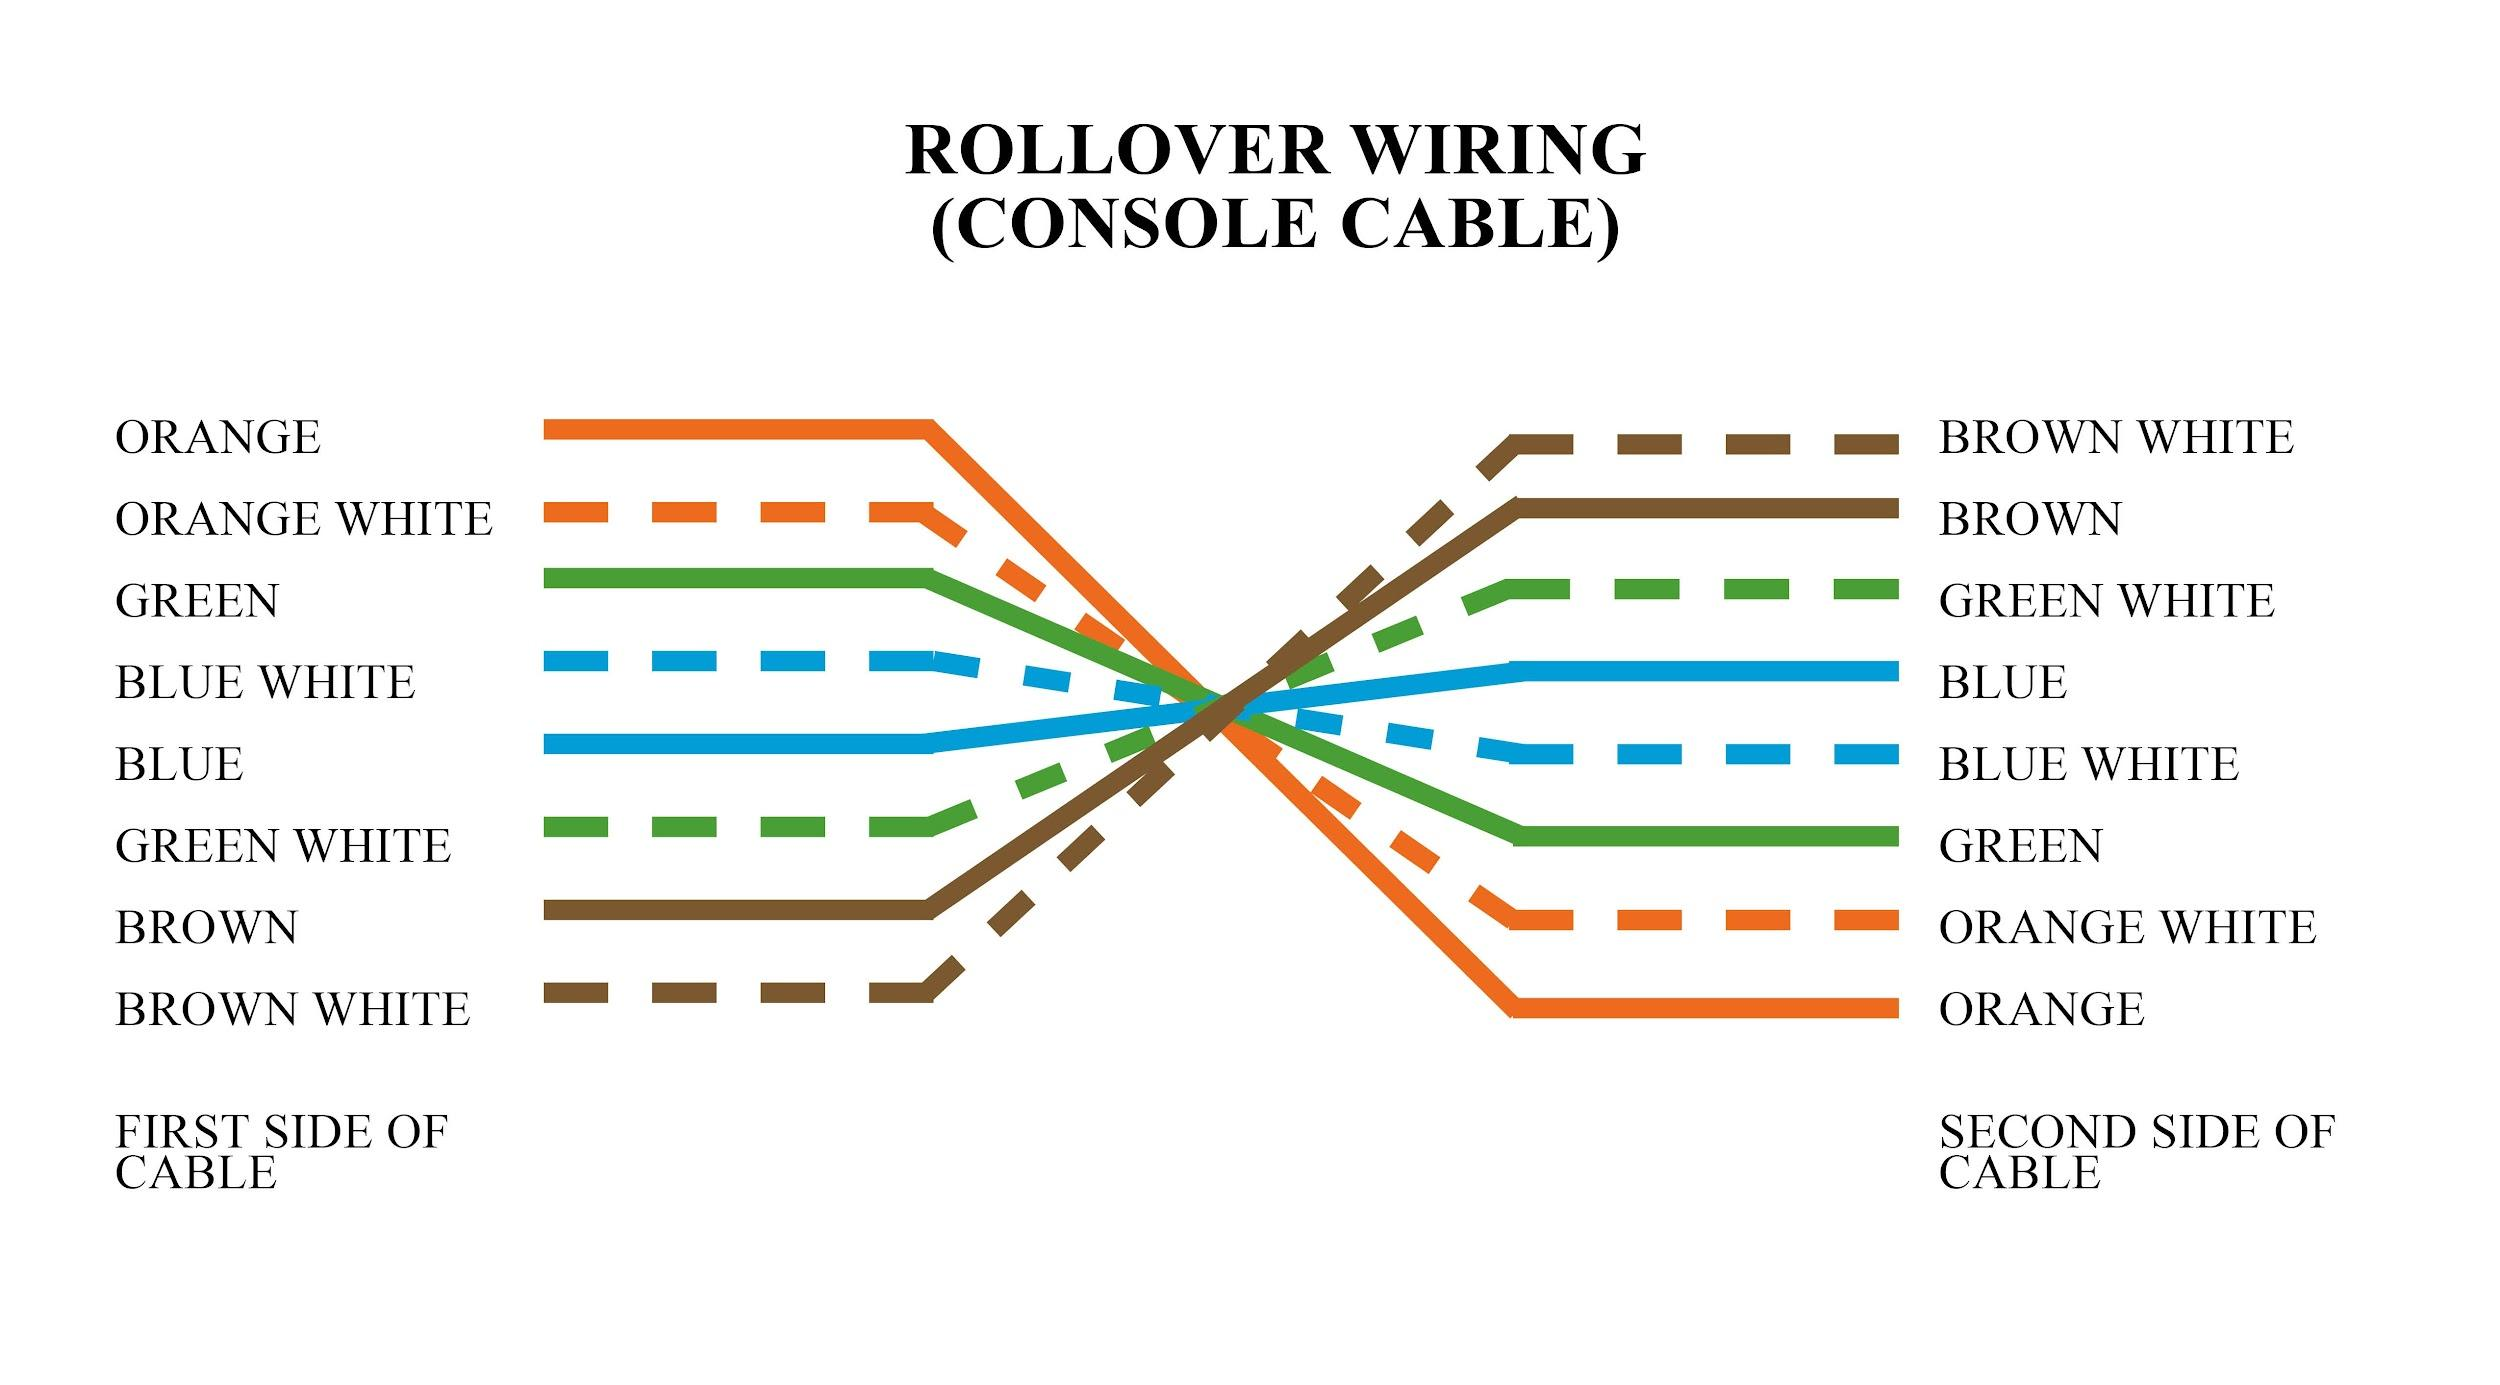 ROLLOVER WIRING
(CONSOLE CABLE)
ORANGE
ORANGE WHITE
GREEN
BLUE WHITE
BLUE
GREEN WHITE
BROWN
BROWN WHITE
FIRST SIDE OF
CABLE
BROWN WHITE
BROWN
GREEN WHITE
BLUE
BLUE WHITE
GREEN
ORANGE WHITE
ORANGE
SECOND SIDE OF
CABLE